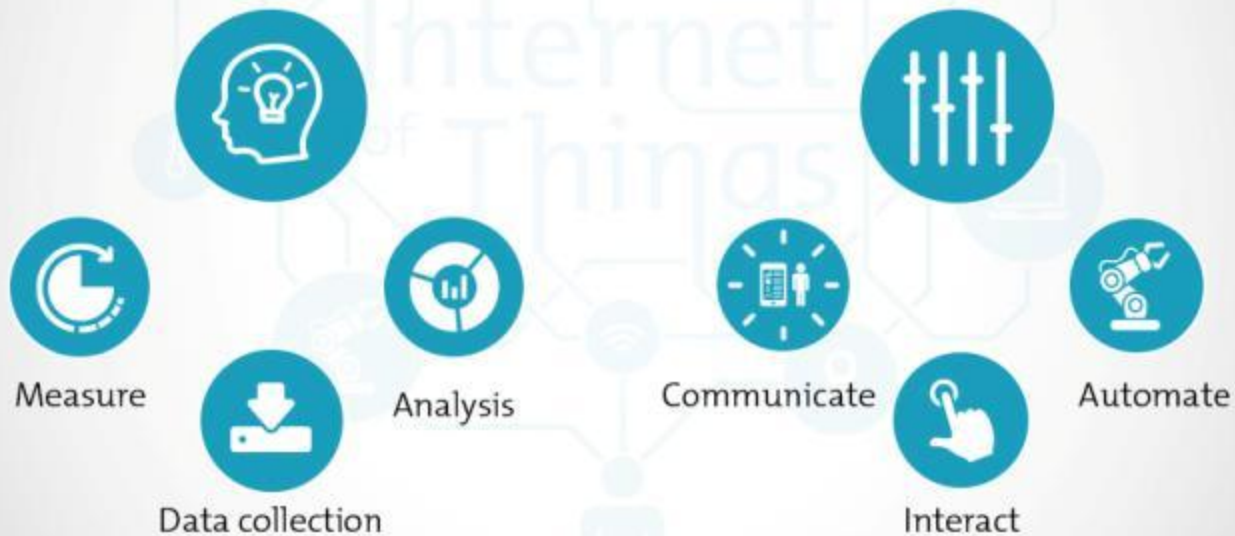 Internet
of Things
Measure
Analysis
Communicate
Automate
Data collection
Interact